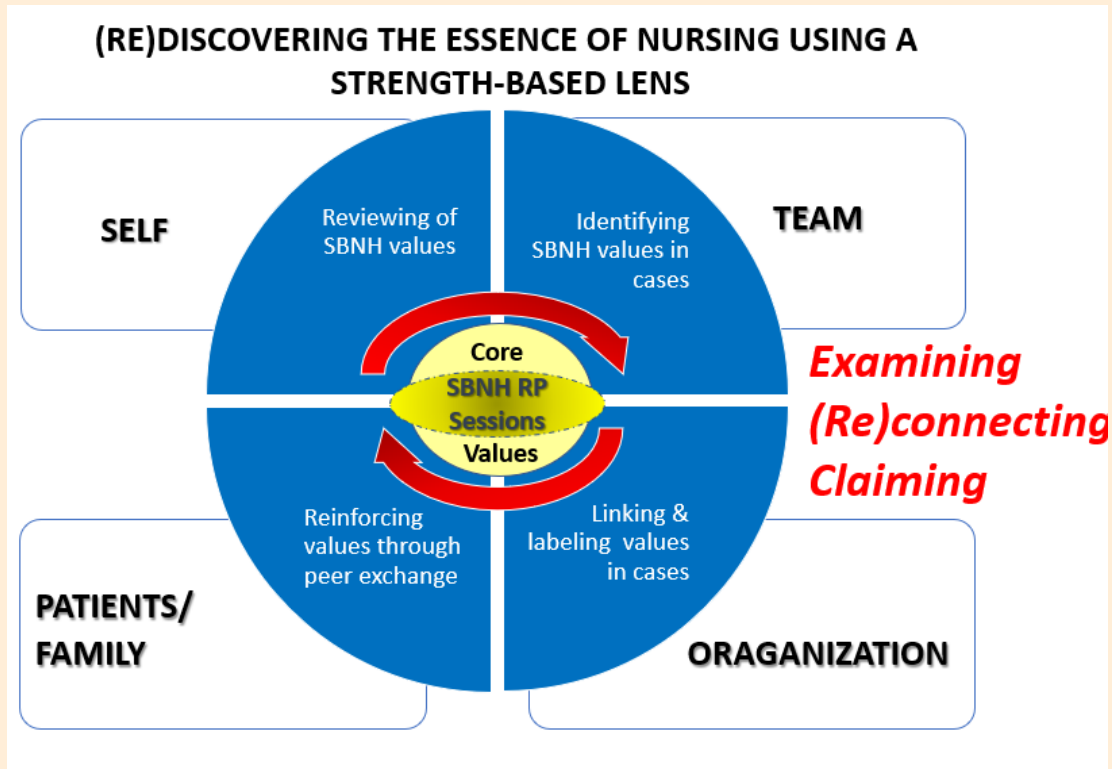 (RE)DISCOVERING THE ESSENCE OF NURSING USING A
STRENGTH-BASED LENS
SELF
Reviewing of
SBNH values
Identifying
SBNH values in
cases
TEAM
Core
SBNH RP
Sessions
Values
Examining
(Re)connecting
Claiming
Reinforcing
values through
peer exchange
Linking &
labeling values
in cases
PATIENTS/
FAMILY
ORAGANIZATION